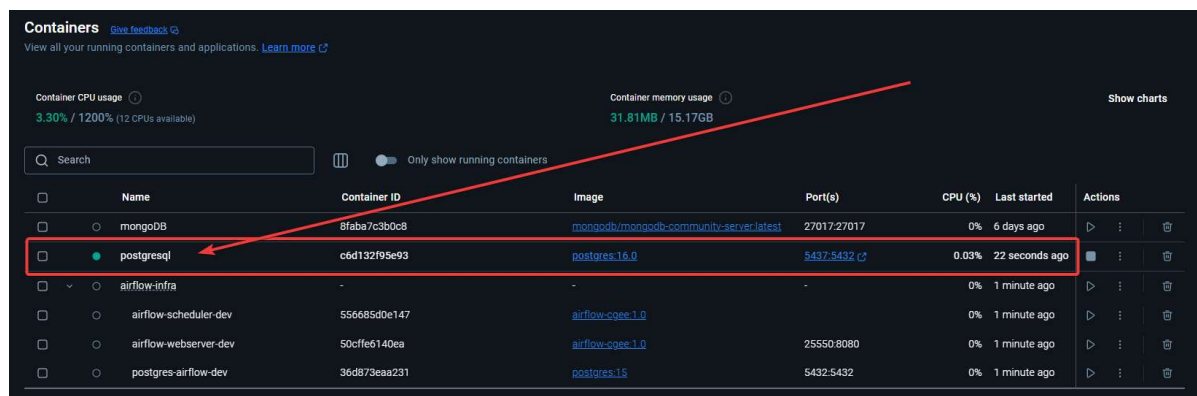 Containers Give feedback
View all your running containers and applications. Learn more
Container CPU usage
3.30% / 1200% (12 CPUs available)
Container memory usage
31.81MB / 15.17GB
Show charts
Search
Only show running containers
Name Container ID Image Port(s) CPU (%) Last started Actions
mongoDB 8faba7c3b0c8 mongodb/mongodb-community-server:latest 27017:27017 0% 6 days ago
postgresql c6d132f95e93 postgres:16.0 5437:5432 0.03% 22 seconds ago
airflow-infra - - - 0% 1 minute ago
airflow-scheduler-dev 556685d0e147 airflow-cgee:1.0 0% 1 minute ago
airflow-webserver-dev 50cffe6140ea airflow-cgee:1.0 25550:8080 0% 1 minute ago
postgres-airflow-dev 36d873eaa231 postgres:15 5432:5432 0% 1 minute ago